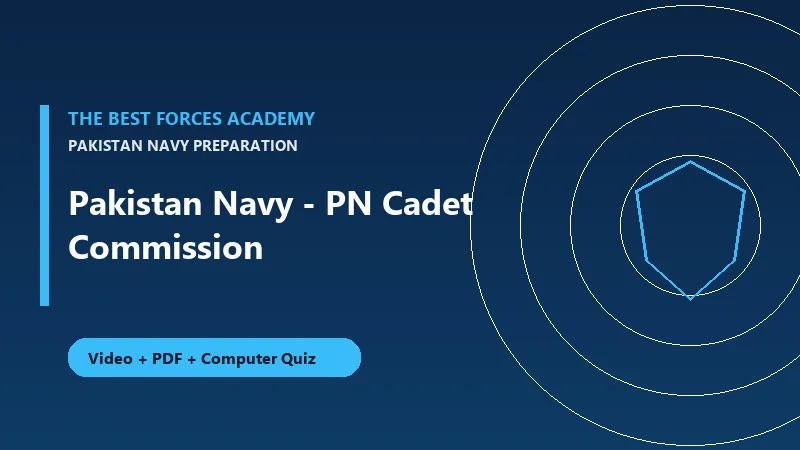 THE BEST FORCES ACADEMY
PAKISTAN NAVY PREPARATION
Pakistan Navy - PN Cadet
Commission
Video + PDF + Computer Quiz